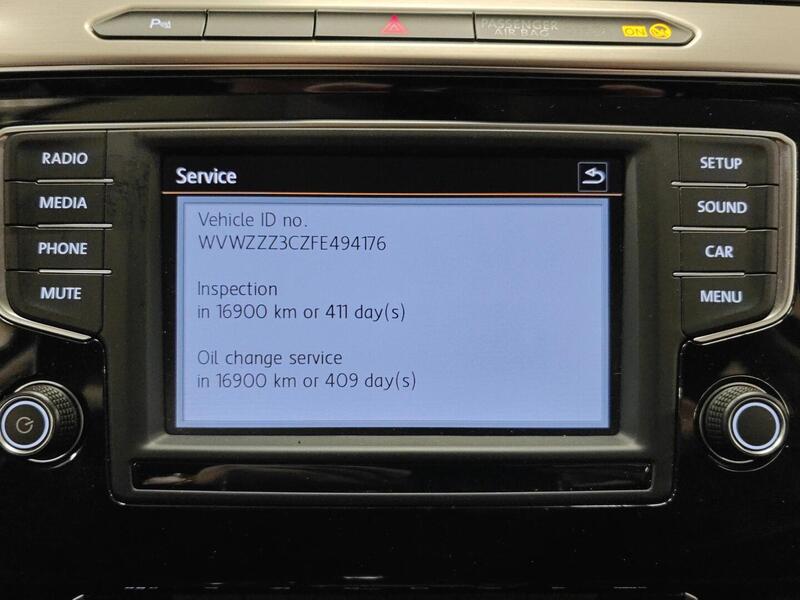 P
PASSENGER
AIR BAG
ON
RADIO
MEDIA
PHONE
MUTE
Service
Vehicle ID no.
WVWZZZ3CZFE494176
Inspection
in 16900 km or 411 day(s)
Oil change service
in 16900 km or 409 day(s)
SETUP
SOUND
CAR
MENU